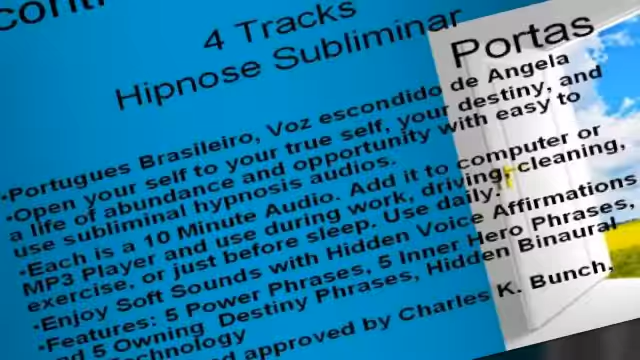 4 Tracks
Hipnose Subliminar
Portas
•Portugues Brasileiro, Voz escondido de Angela
•Open your self to your true self, your destiny, and
a life of abundance and opportunity with easy to
use subliminal hypnosis audios.
•Each is a 10 Minute Audio. Add it to computer or
MP3 Player and use during work, driving, cleaning,
exercise, or just before sleep. Use daily.
•Enjoy Soft Sounds with Hidden Voice Affirmations
•Features: 5 Power Phrases, 5 Inner Hero Phrases,
and 5 Owning Destiny Phrases, Hidden Binaural
Technology
approved by Charles K. Bunch,